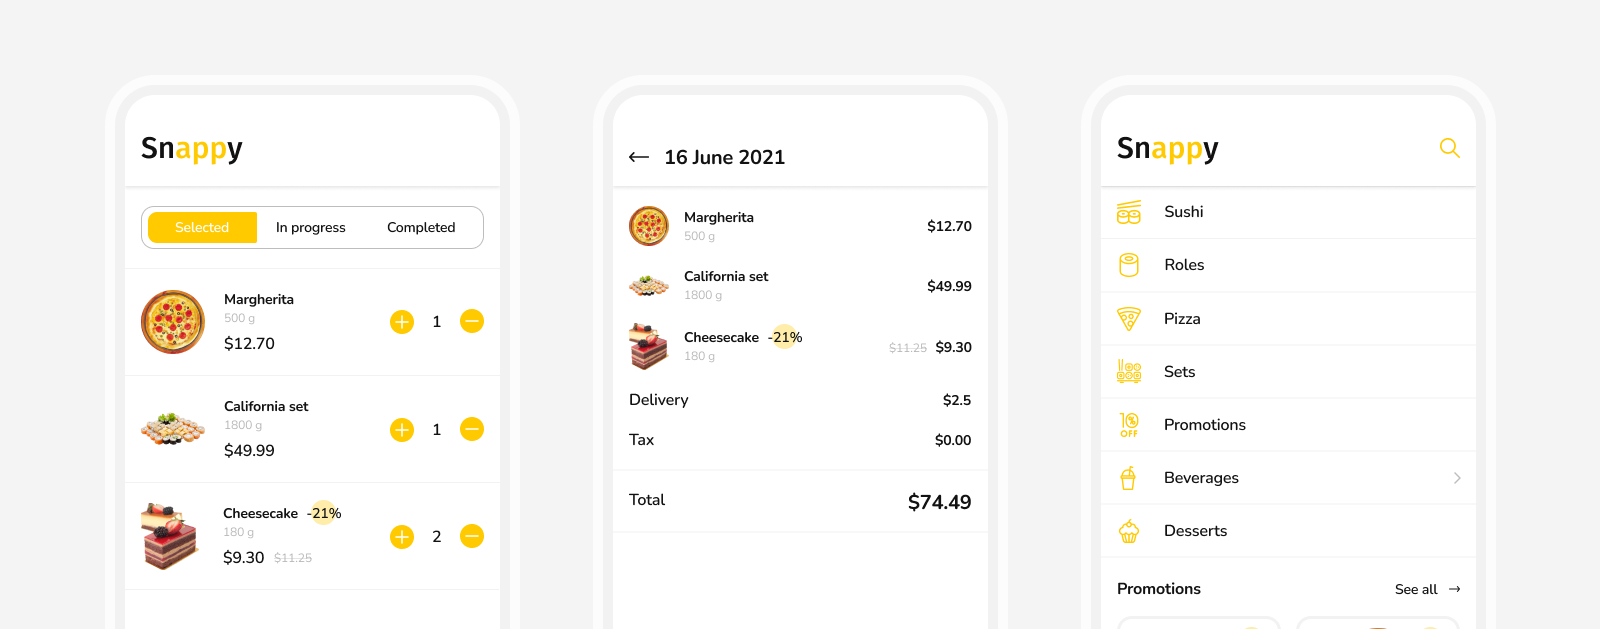 Snappy
Selected In progress Completed
Margherita
500 g
$12.70
1
California set
1800 g
$49.99
1
Cheesecake -21%
180 g
$9.30 $11.25
2
16 June 2021
Margherita
500 g
$12.70
California set
1800 g
$49.99
Cheesecake -21%
180 g
$11.25 $9.30
Delivery $2.5
Tax $0.00
Total $74.49
Snappy
Sushi
Roles
Pizza
Sets
10 % OFF
Promotions
Beverages
Desserts
Promotions See all